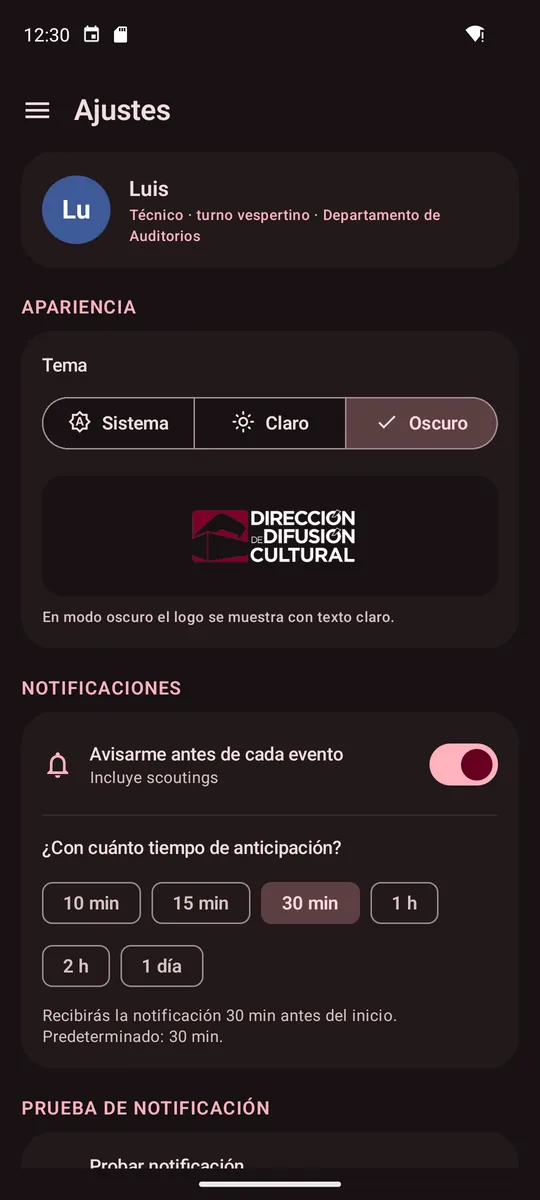 12:30
Ajustes
Lu
Luis
Técnico · turno vespertino · Departamento de
Auditorios
APARIENCIA
Tema
Sistema
Claro
Oscuro
DIRECCIÓN
DE DIFUSIÓN
CULTURAL
En modo oscuro el logo se muestra con texto claro.
NOTIFICACIONES
Avisarme antes de cada evento
Incluye scoutings
¿Con cuánto tiempo de anticipación?
10 min
15 min
30 min
1 h
2 h
1 día
Recibirás la notificación 30 min antes del inicio.
Predeterminado: 30 min.
PRUEBA DE NOTIFICACIÓN
Probar notificación